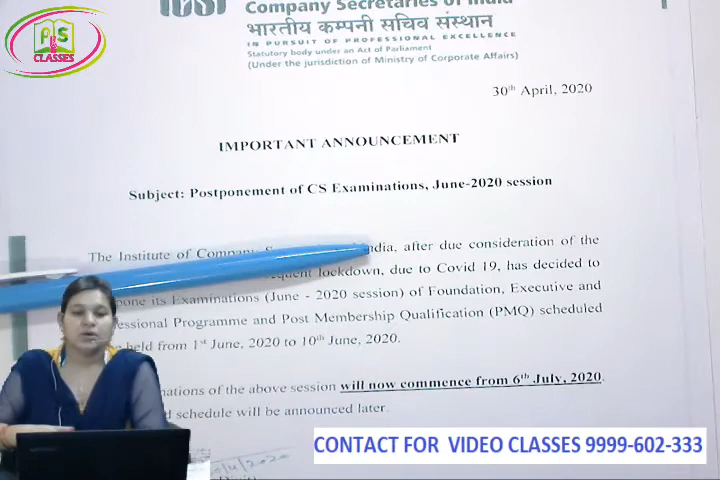 PS
CLASSES
ICSI
Company Secretaries of India
भारतीय कम्पनी सचिव संस्थान
IN PURSUIT OF PROFESSIONAL EXCELLENCE
Statutory body under an Act of Parliament
(Under the jurisdiction of Ministry of Corporate Affairs)
30th April, 2020
IMPORTANT ANNOUNCEMENT
Subject: Postponement of CS Examinations, June-2020 session
The Institute of Company India, after due consideration of the
lockdown, due to Covid 19, has decided to
its Examinations (June - 2020 session) of Foundation, Executive and
Programme and Post Membership Qualification (PMQ) scheduled
held from 1st June, 2020 to 10th June, 2020.
of the above session will now commence from 6th July, 2020.
schedule will be announced later.
CONTACT FOR VIDEO CLASSES 9999-602-333